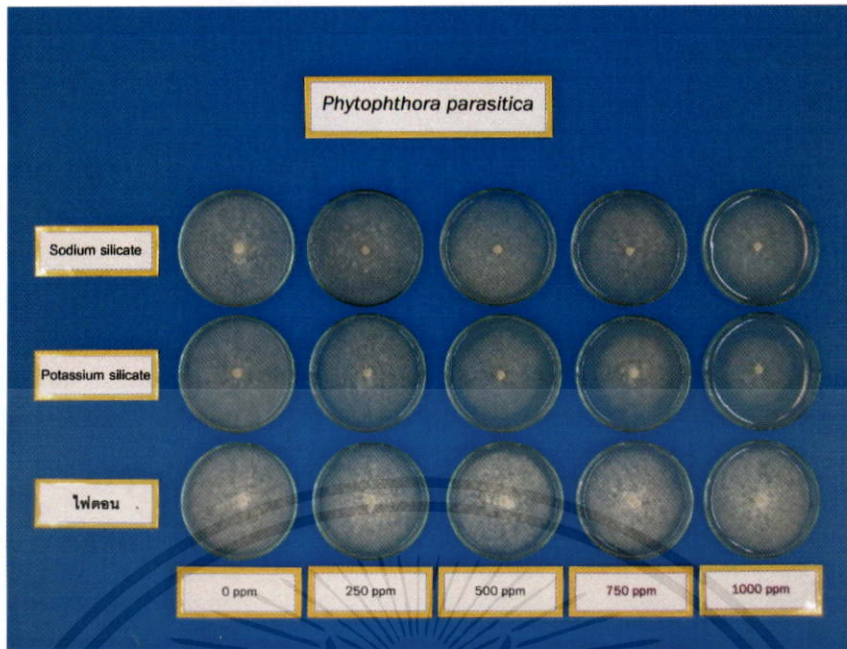 Phytophthora parasitica
Sodium silicate
Potassium silicate
ไฟตอน
0 ppm
250 ppm
500 ppm
750 ppm
1000 ppm